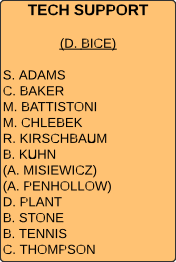 TECH SUPPORT
(D. BICE)
S. ADAMS
C. BAKER
M. BATTISTONI
M. CHLEBEK
R. KIRSCHBAUM
B. KUHN
(A. MISIEWICZ)
(A. PENHOLLOW)
D. PLANT
B. STONE
B. TENNIS
C. THOMPSON